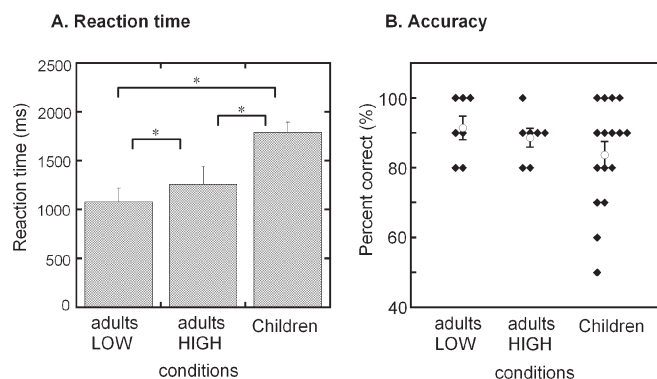 A. Reaction time
B. Accuracy
Reaction time (ms)
2500
2000
1500
1000
500
0
*
*
*
adults
LOW
adults
HIGH
Children
conditions
Percent correct (%)
100
80
60
40
adults
LOW
adults
HIGH
Children
conditions